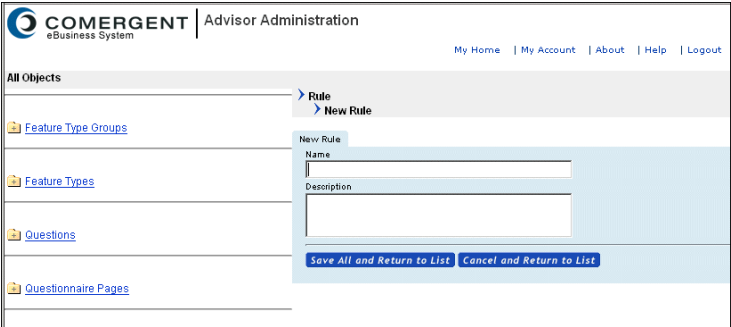 COMERGENT
eBusiness System
Advisor Administration
My Home | My Account | About | Help | Logout
All Objects
Feature Type Groups
Feature Types
Questions
Questionnaire Pages
Rule
New Rule
New Rule
Name
Description
Save All and Return to List Cancel and Return to List